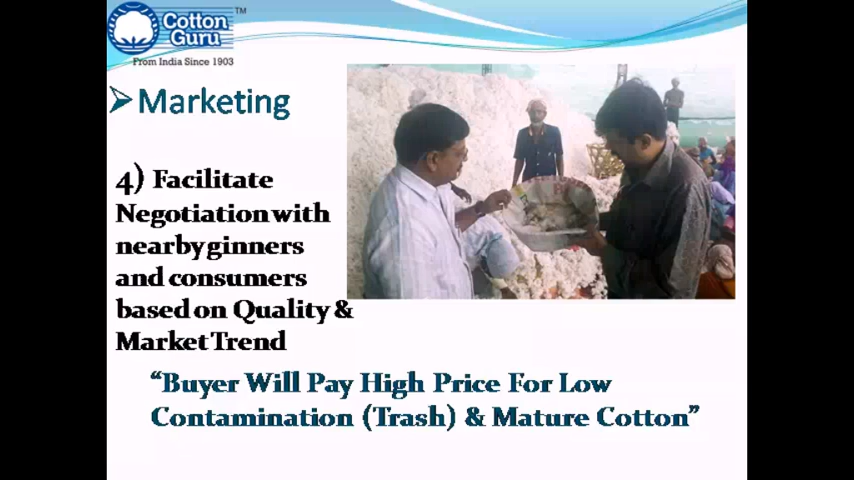 Cotton
Guru TM
From India Since 1903
Marketing
4) Facilitate
Negotiation with
nearby ginners
and consumers
based on Quality &
Market Trend
“Buyer Will Pay High Price For Low
Contamination (Trash) & Mature Cotton”